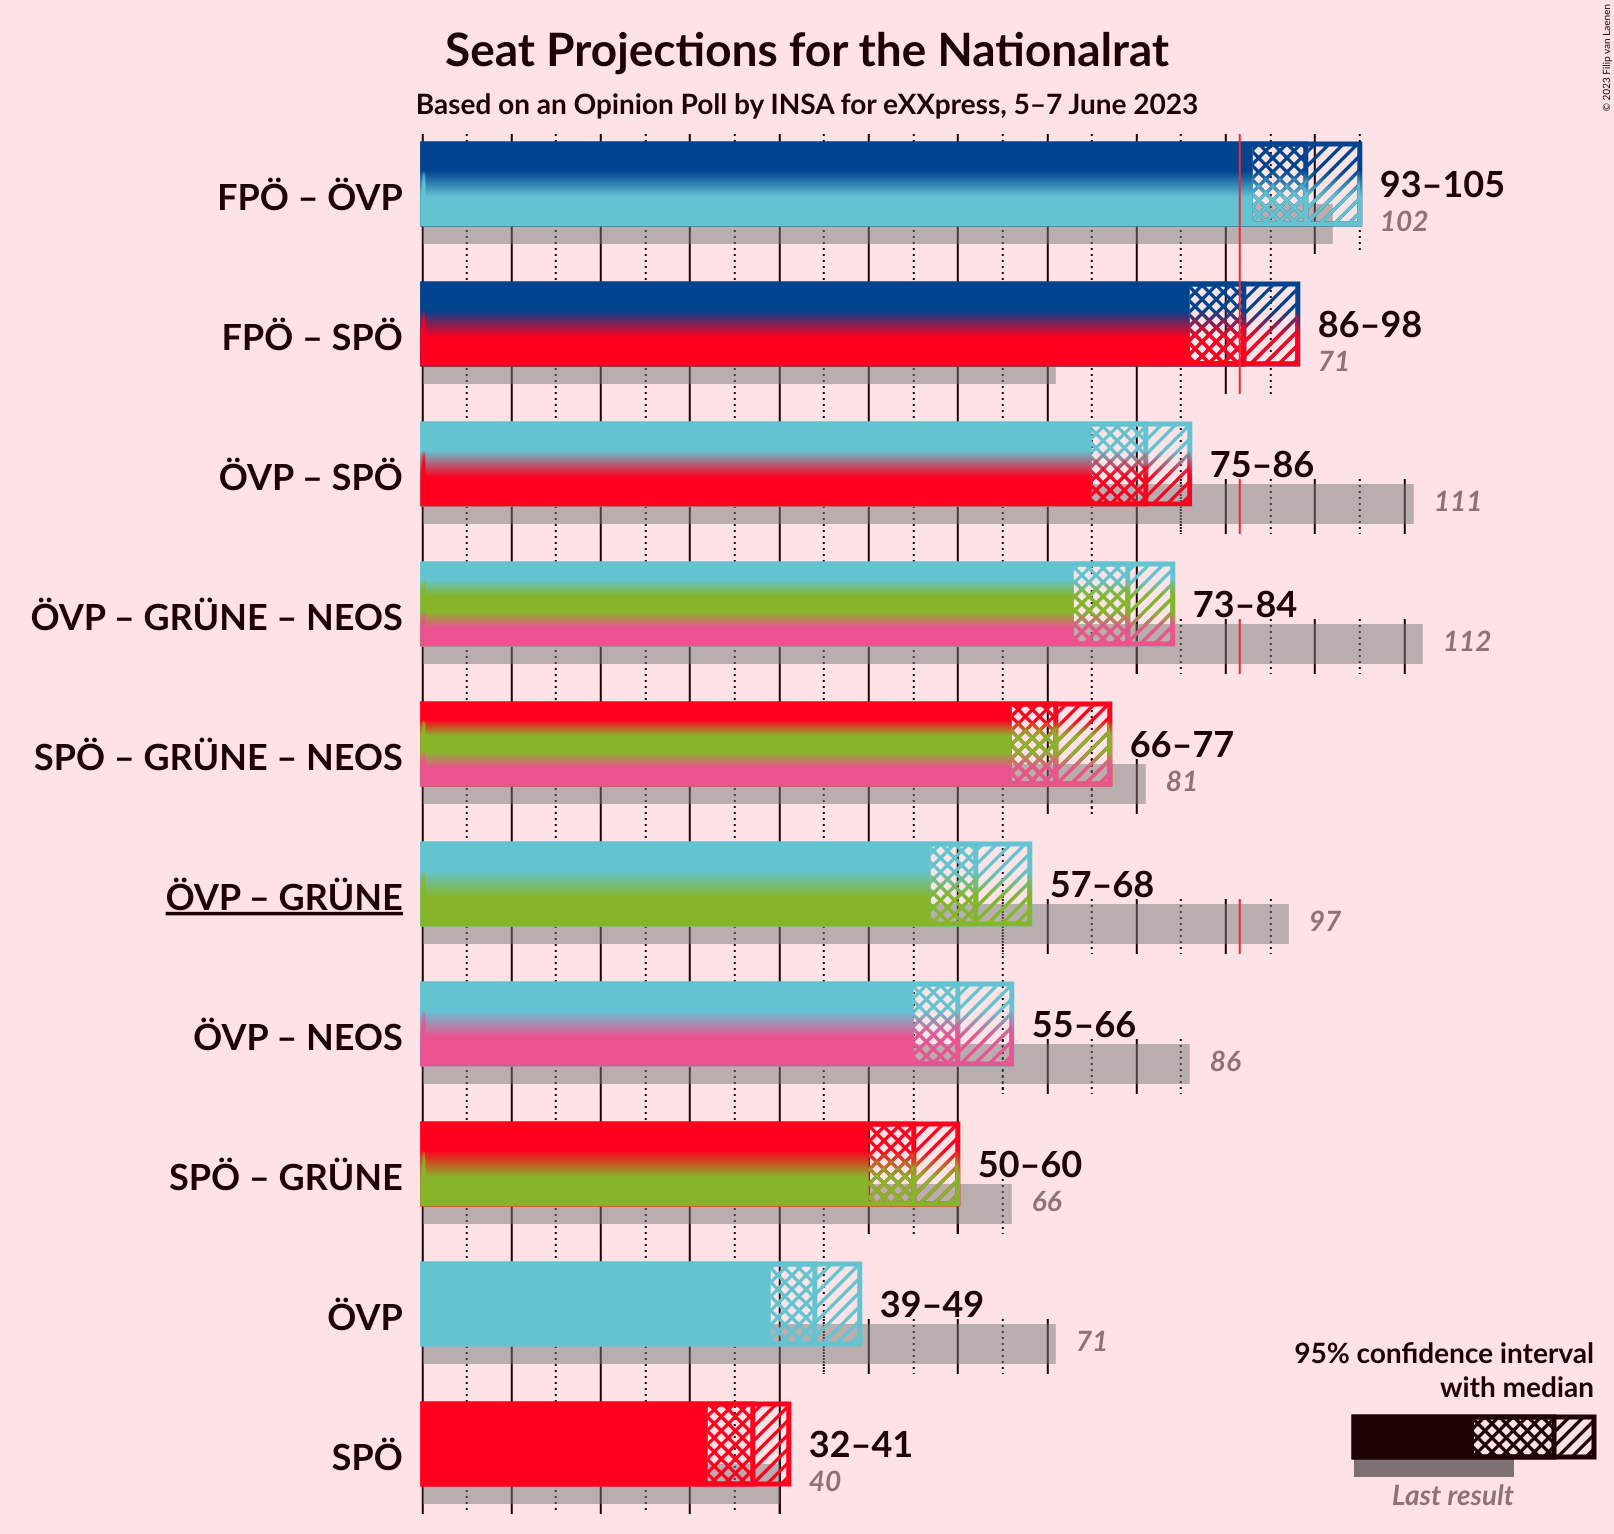 Seat Projections for the Nationalrat
Based on an Opinion Poll by INSA for eXXpress, 5–7 June 2023
© 2023 Filip van Laenen
FPÖ – ÖVP
93–105
102
FPÖ – SPÖ
86–98
71
ÖVP – SPÖ
75–86
111
ÖVP – GRÜNE – NEOS
73–84
112
SPÖ – GRÜNE – NEOS
66–77
81
ÖVP – GRÜNE
57–68
97
ÖVP – NEOS
55–66
86
SPÖ – GRÜNE
50–60
66
ÖVP
39–49
71
SPÖ
32–41
40
95% confidence interval
with median
Last result